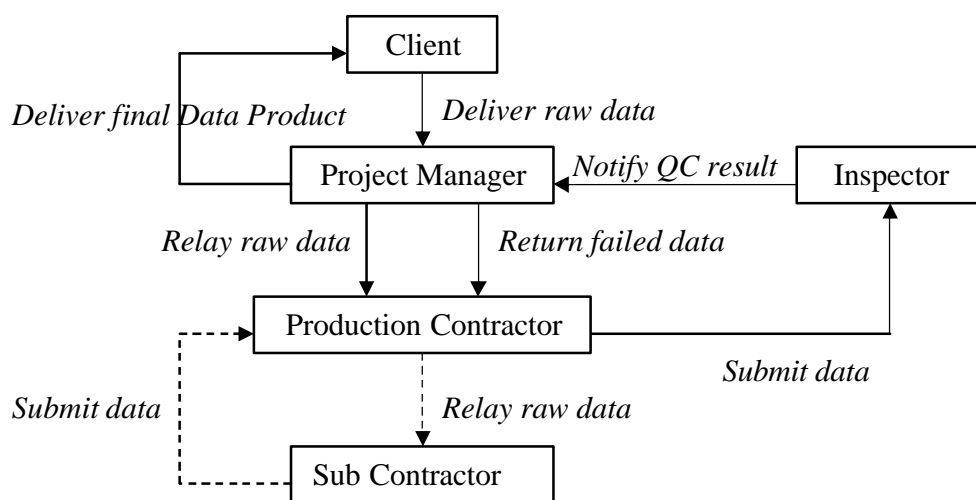 Client
Deliver final Data Product
Deliver raw data
Project Manager
Notify QC result
Inspector
Relay raw data
Return failed data
Production Contractor
Submit data
Submit data
Relay raw data
Sub Contractor